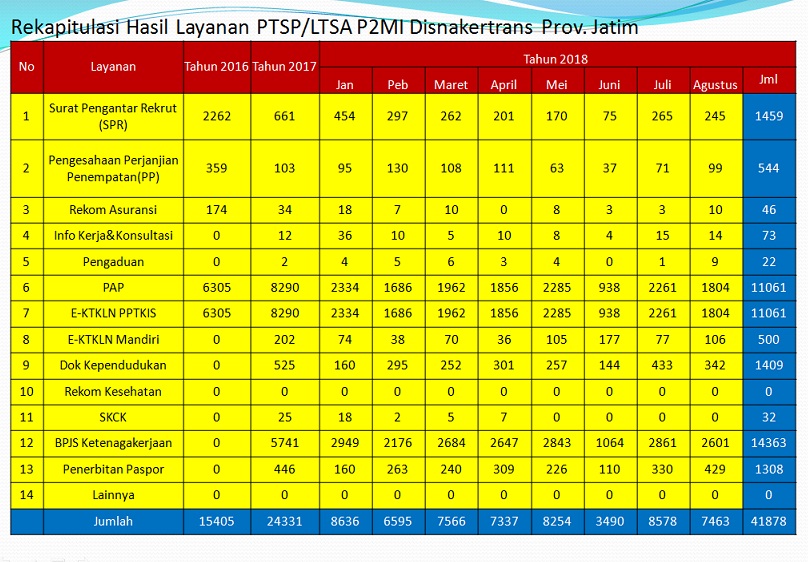 Rekapitulasi Hasil Layanan PTSP/LTSA P2MI Disnakertrans Prov. Jatim
No Layanan Tahun 2016 Tahun 2017 Tahun 2018
Jan Peb Maret April Mei Juni Juli Agustus Jml
1 Surat Pengantar Rekrut (SPR) 2262 661 454 297 262 201 170 75 265 245 1459
2 Pengesahaan Perjanjian Penempatan(PP) 359 103 95 130 108 111 63 37 71 99 544
3 Rekom Asuransi 174 34 18 7 10 0 8 3 3 10 46
4 Info Kerja&Konsultasi 0 12 36 10 5 10 8 4 15 14 73
5 Pengaduan 0 2 4 5 6 3 4 0 1 9 22
6 PAP 6305 8290 2334 1686 1962 1856 2285 938 2261 1804 11061
7 E-KTKLN PPTKIS 6305 8290 2334 1686 1962 1856 2285 938 2261 1804 11061
8 E-KTKLN Mandiri 0 202 74 38 70 36 105 177 77 106 500
9 Dok Kependudukan 0 525 160 295 252 301 257 144 433 342 1409
10 Rekom Kesehatan 0 0 0 0 0 0 0 0 0 0 0
11 SKCK 0 25 18 2 5 7 0 0 0 0 32
12 BPJS Ketenagakerjaan 0 5741 2949 2176 2684 2647 2843 1064 2861 2601 14363
13 Penerbitan Paspor 0 446 160 263 240 309 226 110 330 429 1308
14 Lainnya 0 0 0 0 0 0 0 0 0 0 0
Jumlah 15405 24331 8636 6595 7566 7337 8254 3490 8578 7463 41878